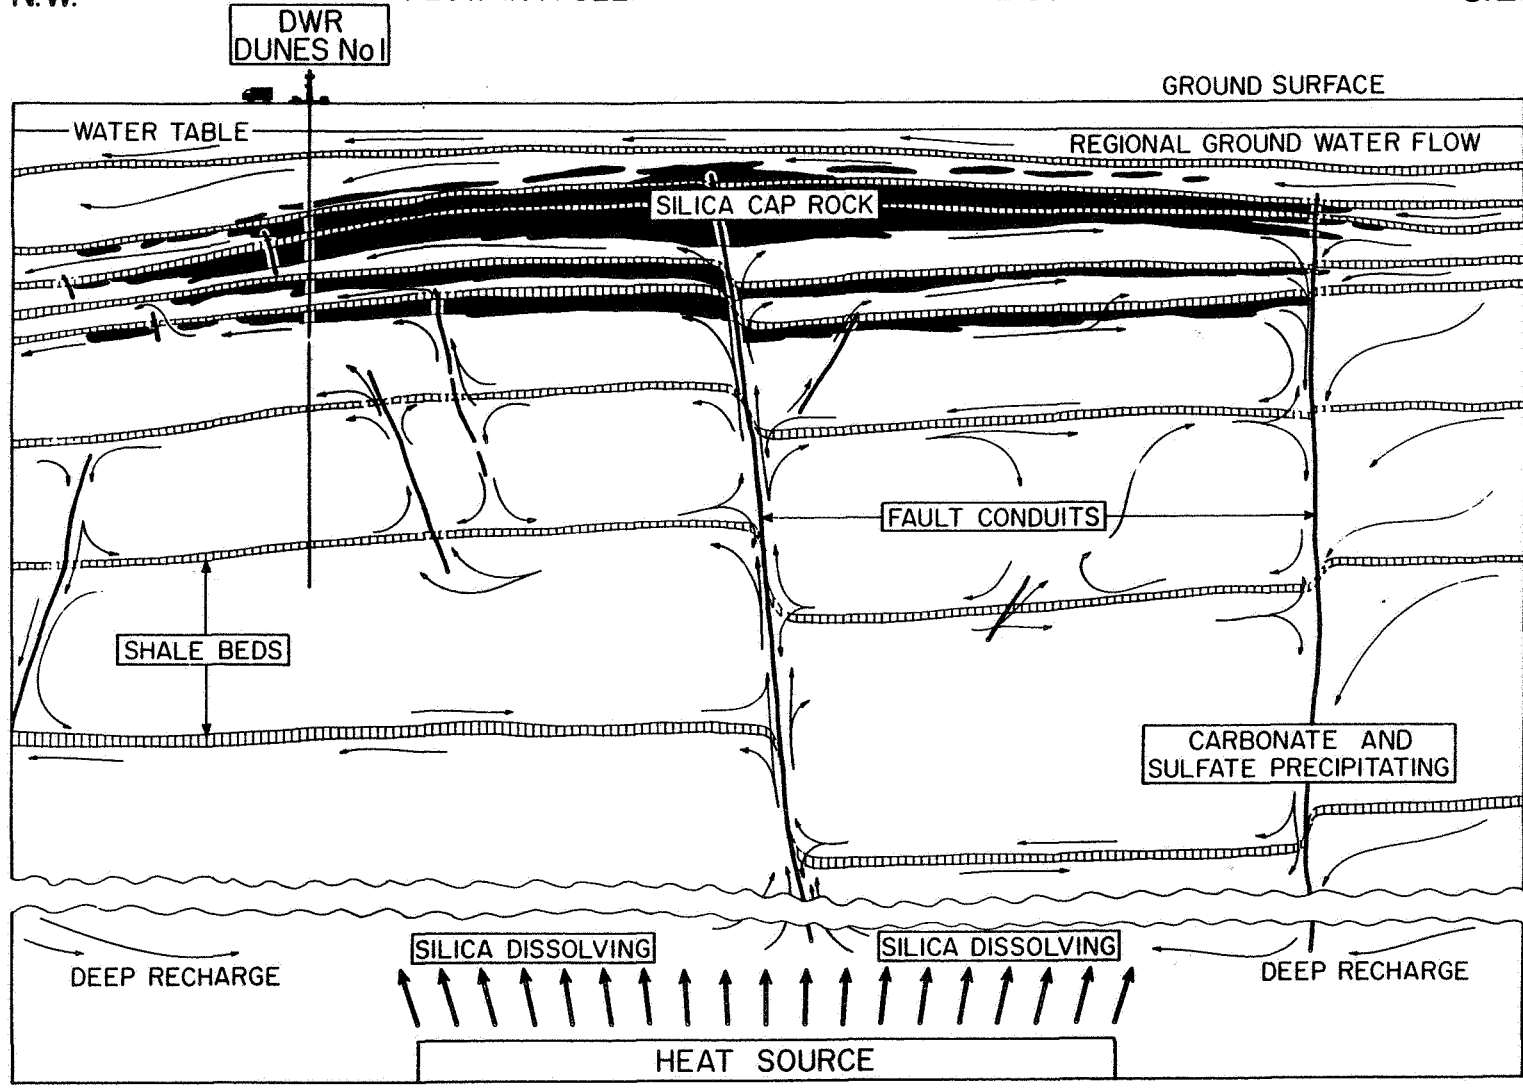 N.W.
DWR
DUNES No 1
GROUND SURFACE
WATER TABLE
REGIONAL GROUND WATER FLOW
SILICA CAP ROCK
FAULT CONDUITS
SHALE BEDS
CARBONATE AND
SULFATE PRECIPITATING
SILICA DISSOLVING
SILICA DISSOLVING
DEEP RECHARGE
DEEP RECHARGE
HEAT SOURCE